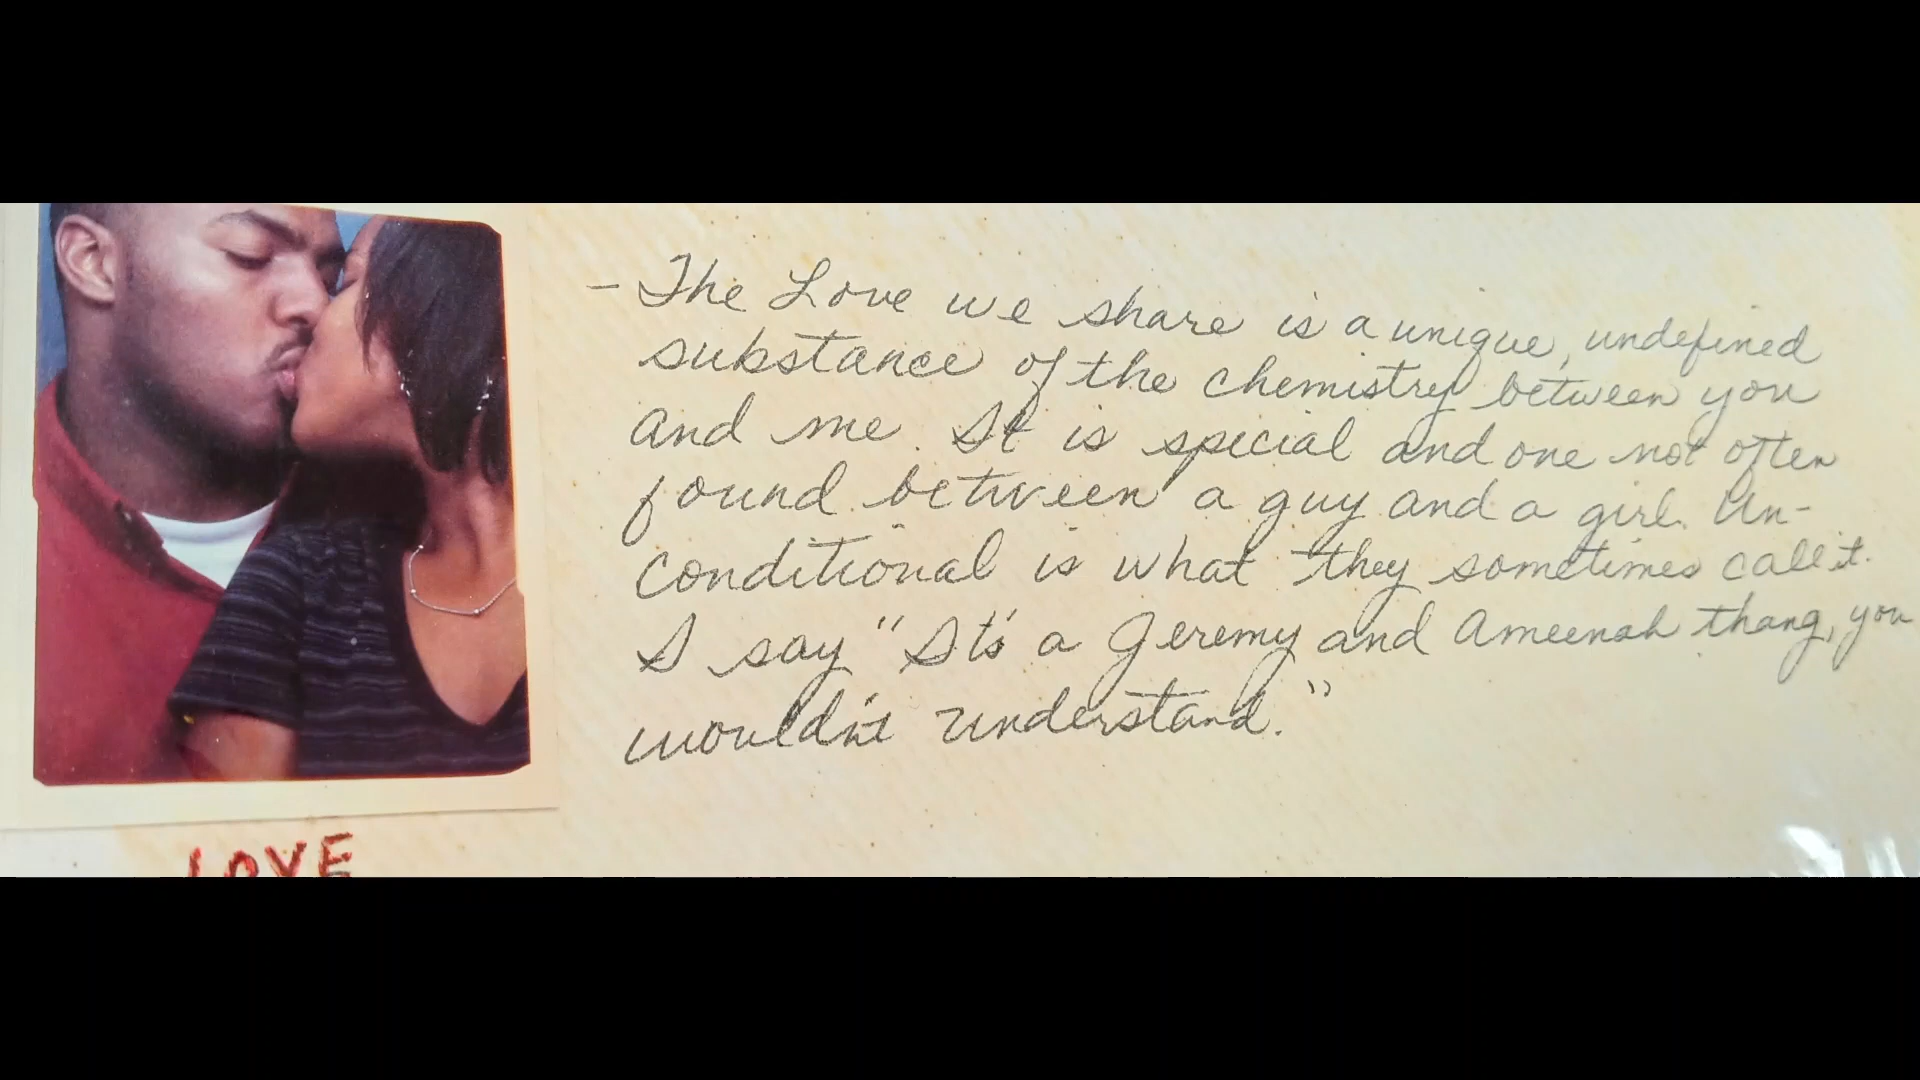 - The Love we share is a unique, undefined
substance of the chemistry between you
and me. It is special and one not often
found between a guy and a girl. Un-
conditional is what they sometimes call it.
I say "It's a Jeremy and Ameenah thang, you
wouldn't understand."
LOVE